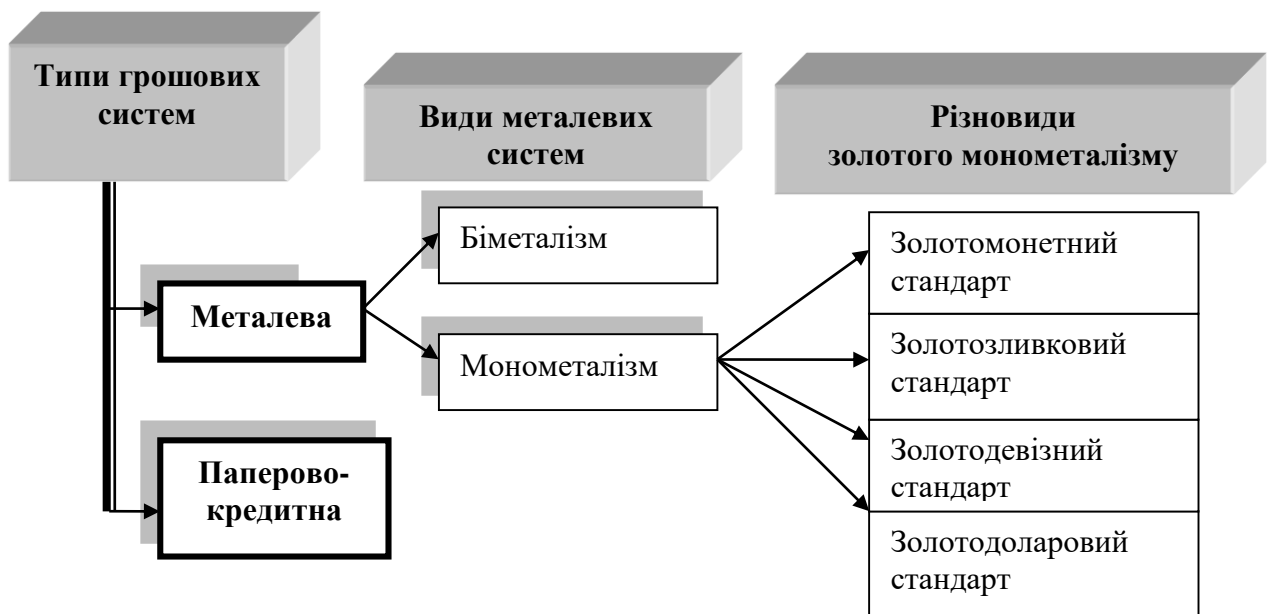 Типи грошових
систем
Види металевих
систем
Різновиди
золотого монометалізму
Біметалізм
Металева
Монометалізм
Паперово-
кредитна
Золотомонетний
стандарт
Золотозливковий
стандарт
Золотодевізний
стандарт
Золотодоларовий
стандарт